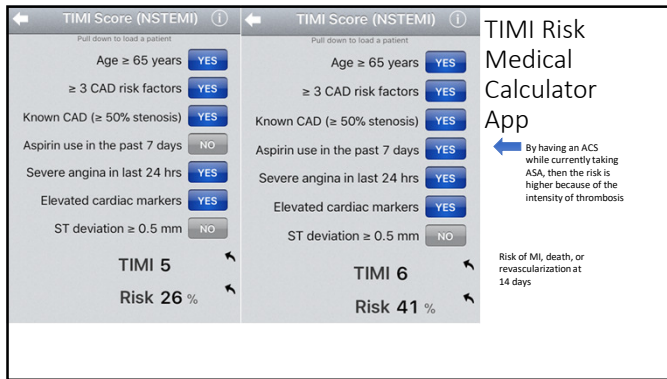 TIMI Score (NSTEMI) i
Pull down to load a patient
Age ≥ 65 years YES
≥ 3 CAD risk factors YES
Known CAD (≥ 50% stenosis) YES
Aspirin use in the past 7 days NO
Severe angina in last 24 hrs YES
Elevated cardiac markers YES
ST deviation ≥ 0.5 mm NO
TIMI 5
Risk 26 %
TIMI Score (NSTEMI) i
Pull down to load a patient
Age ≥ 65 years YES
≥ 3 CAD risk factors YES
Known CAD (≥ 50% stenosis) YES
Aspirin use in the past 7 days YES
Severe angina in last 24 hrs YES
Elevated cardiac markers YES
ST deviation ≥ 0.5 mm NO
TIMI 6
Risk 41 %
TIMI Risk
Medical
Calculator
App
By having an ACS
while currently taking
ASA, then the risk is
higher because of the
intensity of thrombosis
Risk of MI, death, or
revascularization at
14 days